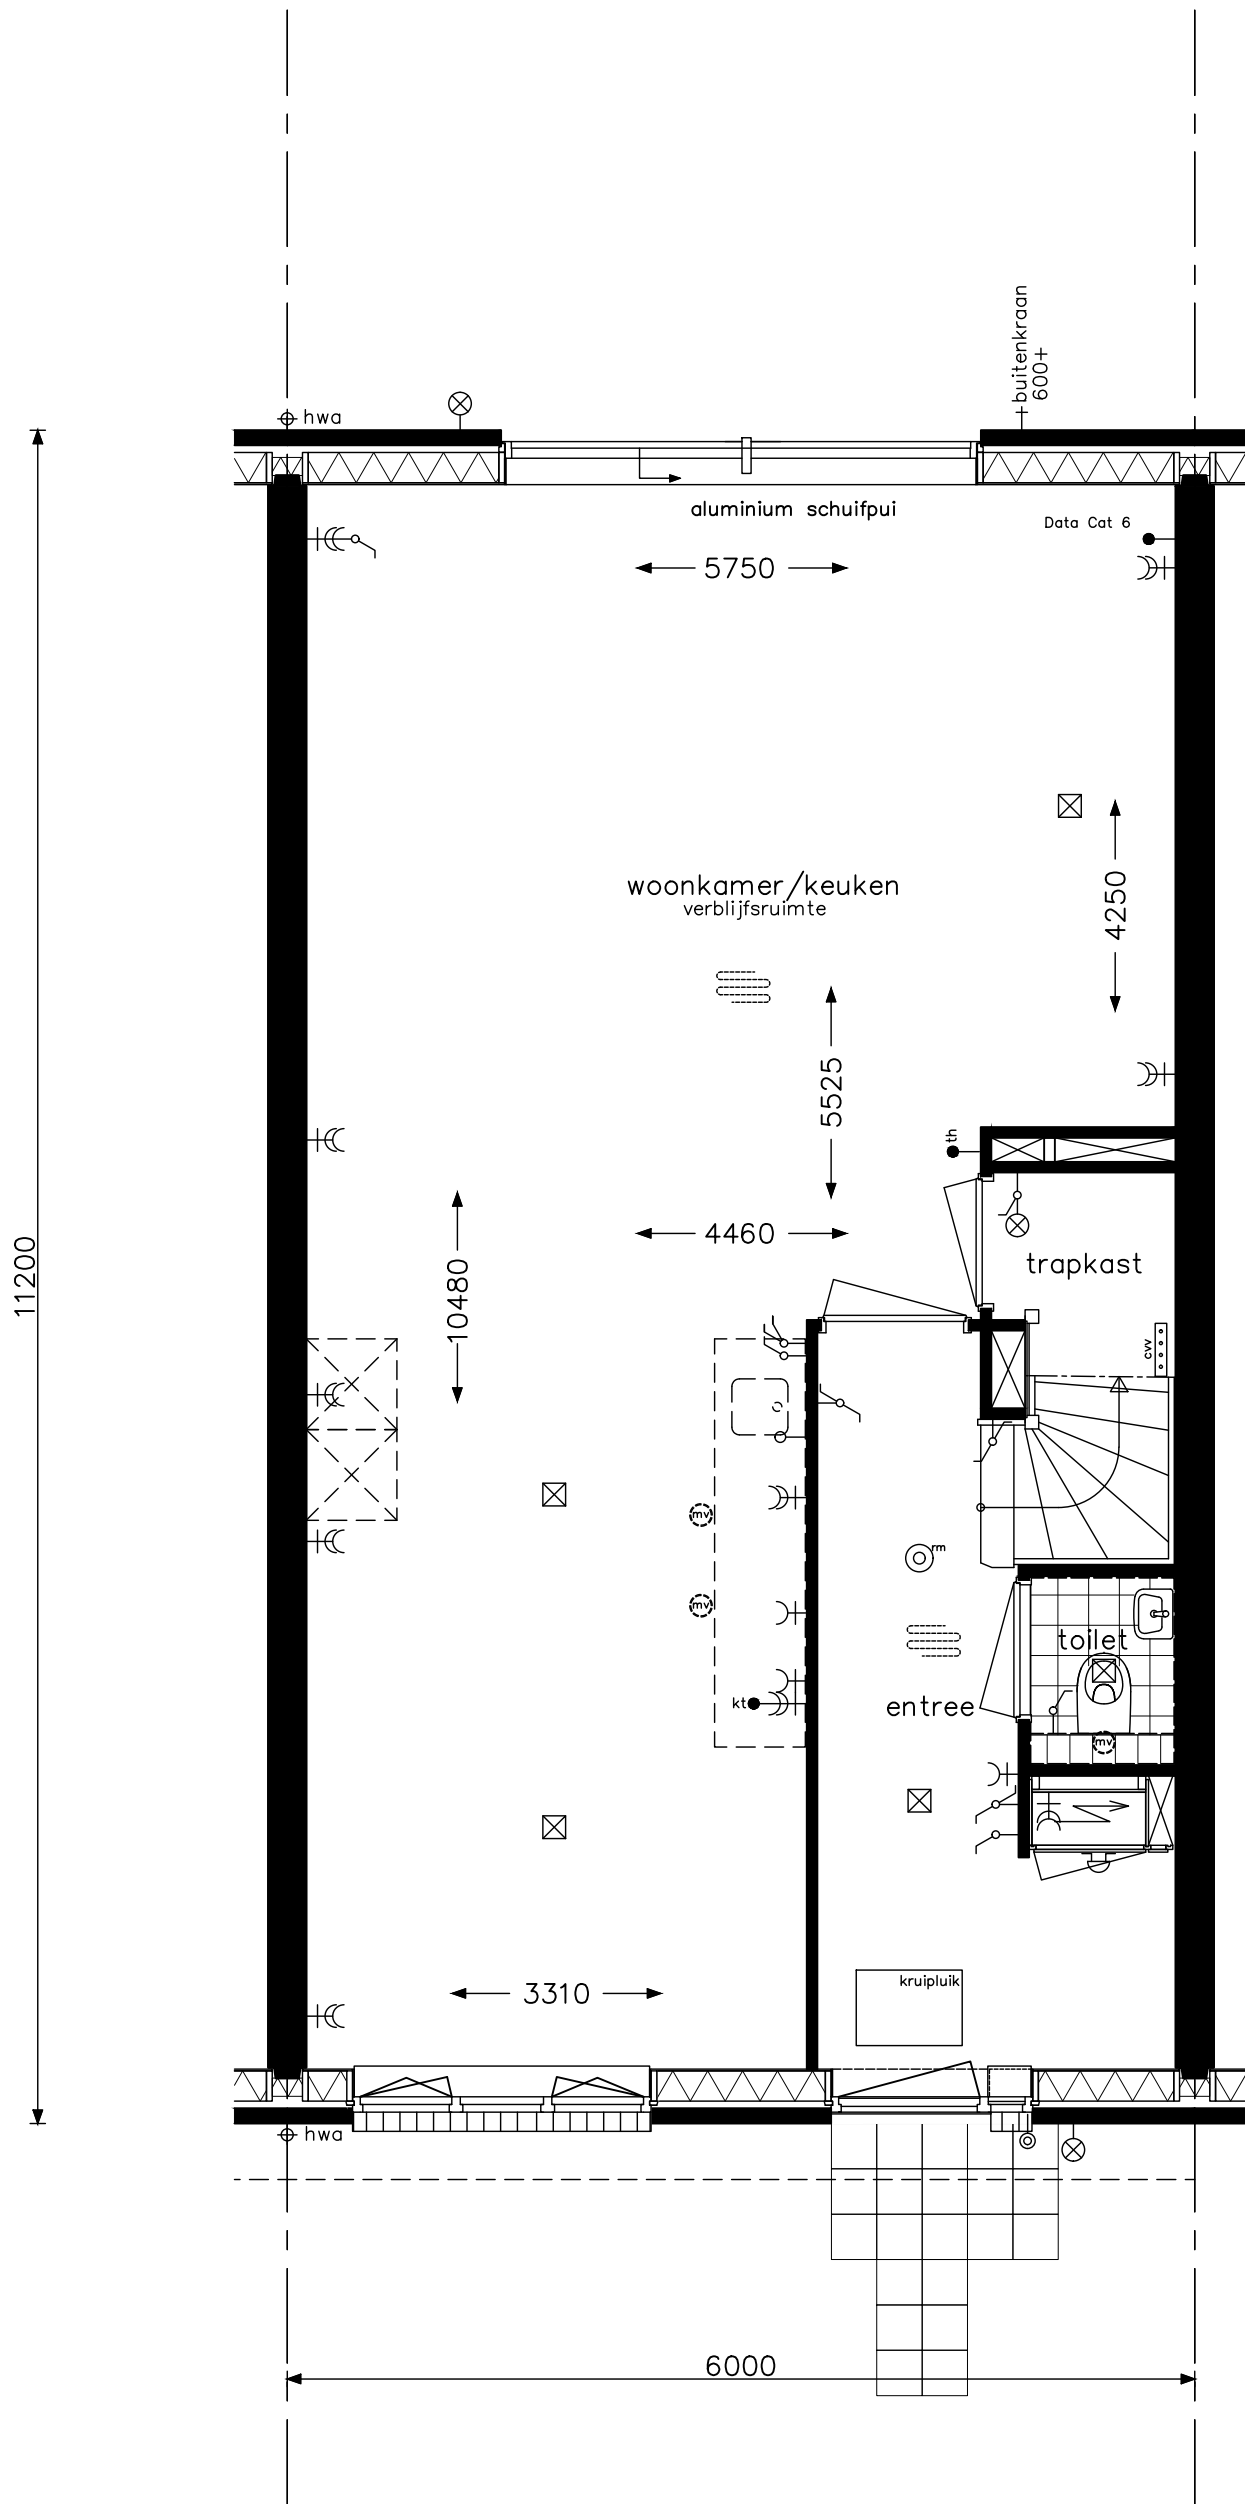 buitenkraan
600+
hwa
aluminium schuifpui
Data Cat 6
5750
woonkamer/keuken
verblijfsruimte
4250
5525
th
11200
10480
4460
trapkast
cvv
mv
rm
mv
toilet
kt
entree
mv
kruipluik
3310
hwa
6000